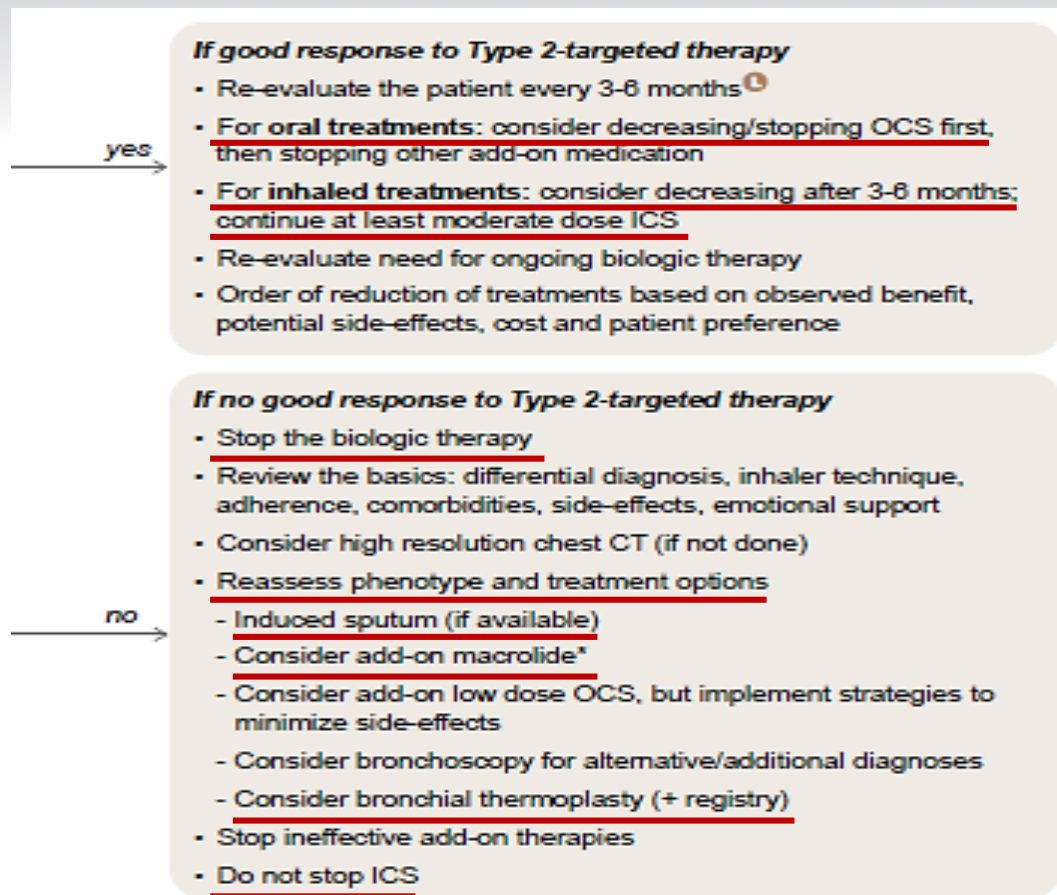 If good response to Type 2-targeted therapy
• Re-evaluate the patient every 3-6 months L
• For oral treatments: consider decreasing/stopping OCS first,
then stopping other add-on medication
yes
• For inhaled treatments: consider decreasing after 3-6 months;
continue at least moderate dose ICS
• Re-evaluate need for ongoing biologic therapy
• Order of reduction of treatments based on observed benefit,
potential side-effects, cost and patient preference
If no good response to Type 2-targeted therapy
• Stop the biologic therapy
• Review the basics: differential diagnosis, inhaler technique,
adherence, comorbidities, side-effects, emotional support
• Consider high resolution chest CT (if not done)
• Reassess phenotype and treatment options
no
- Induced sputum (if available)
- Consider add-on macrolide*
- Consider add-on low dose OCS, but implement strategies to
minimize side-effects
- Consider bronchoscopy for alternative/additional diagnoses
- Consider bronchial thermoplasty (+ registry)
• Stop ineffective add-on therapies
• Do not stop ICS